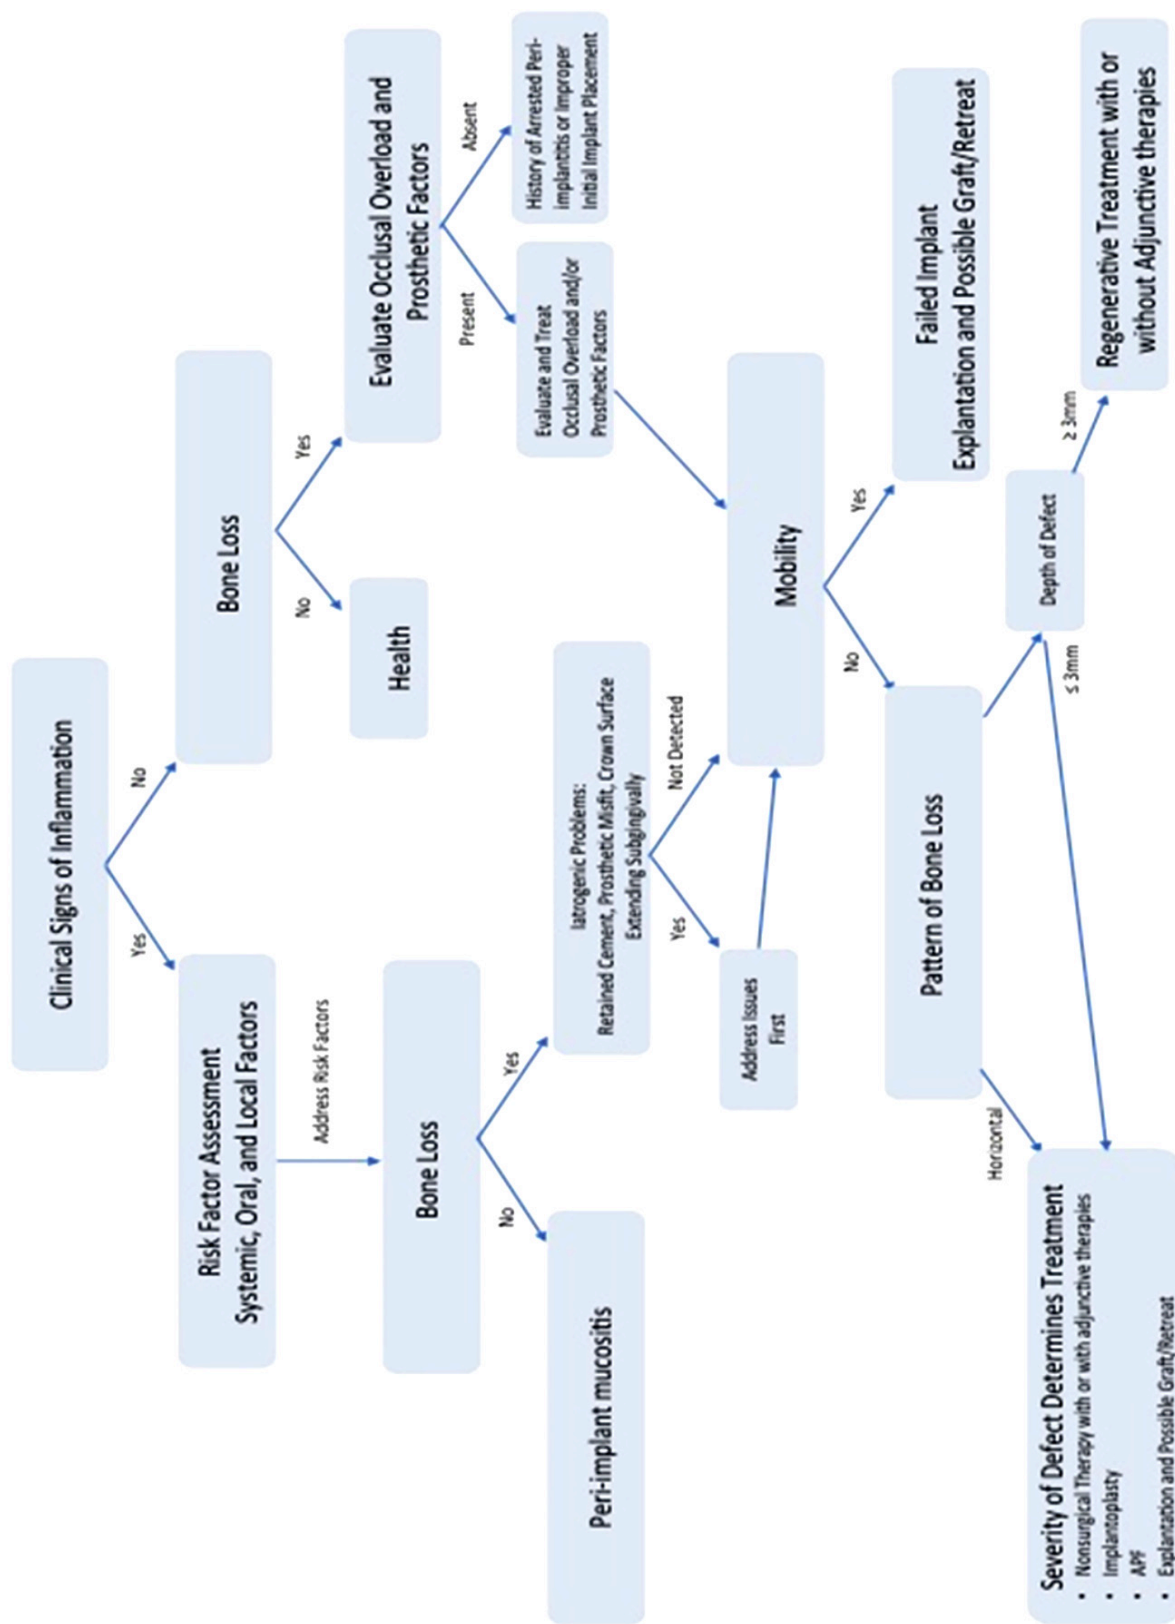 Clinical Signs of Inflammation
Yes
No
Risk Factor Assessment
Systemic, Oral, and Local Factors
Bone Loss
Address Risk Factors
No
Yes
Health
Evaluate Occlusal Overload and
Prosthetic Factors
Bone Loss
Present
Absent
No
Yes
Evaluate and Treat
Occlusal Overload and/or
Prosthetic Factors
History of Arrested Peri-
implantitis or Improper
Initial Implant Placement
Peri-implant mucositis
Iatrogenic Problems:
Retained Cement, Prosthetic Misfit, Crown Surface
Extending Subgingivally
Yes
Not Detected
Address Issues
First
Mobility
No
Yes
Pattern of Bone Loss
Failed Implant
Explantation and Possible Graft/Retreat
Horizontal
Depth of Defect
≤ 3mm
≥ 3mm
Severity of Defect Determines Treatment
• Nonsurgical Therapy with or with adjunctive therapies
• Implantoplasty
• APF
• Explantation and Possible Graft/Retreat
Regenerative Treatment with or
without Adjunctive therapies